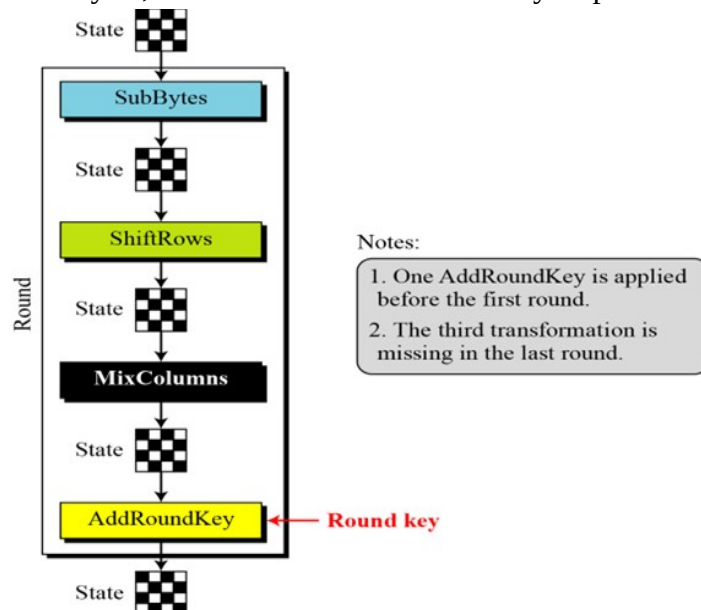 State
SubBytes
State
ShiftRows
State
MixColumns
State
AddRoundKey
Round key
State
Round
Notes:
1. One AddRoundKey is applied
before the first round.
2. The third transformation is
missing in the last round.